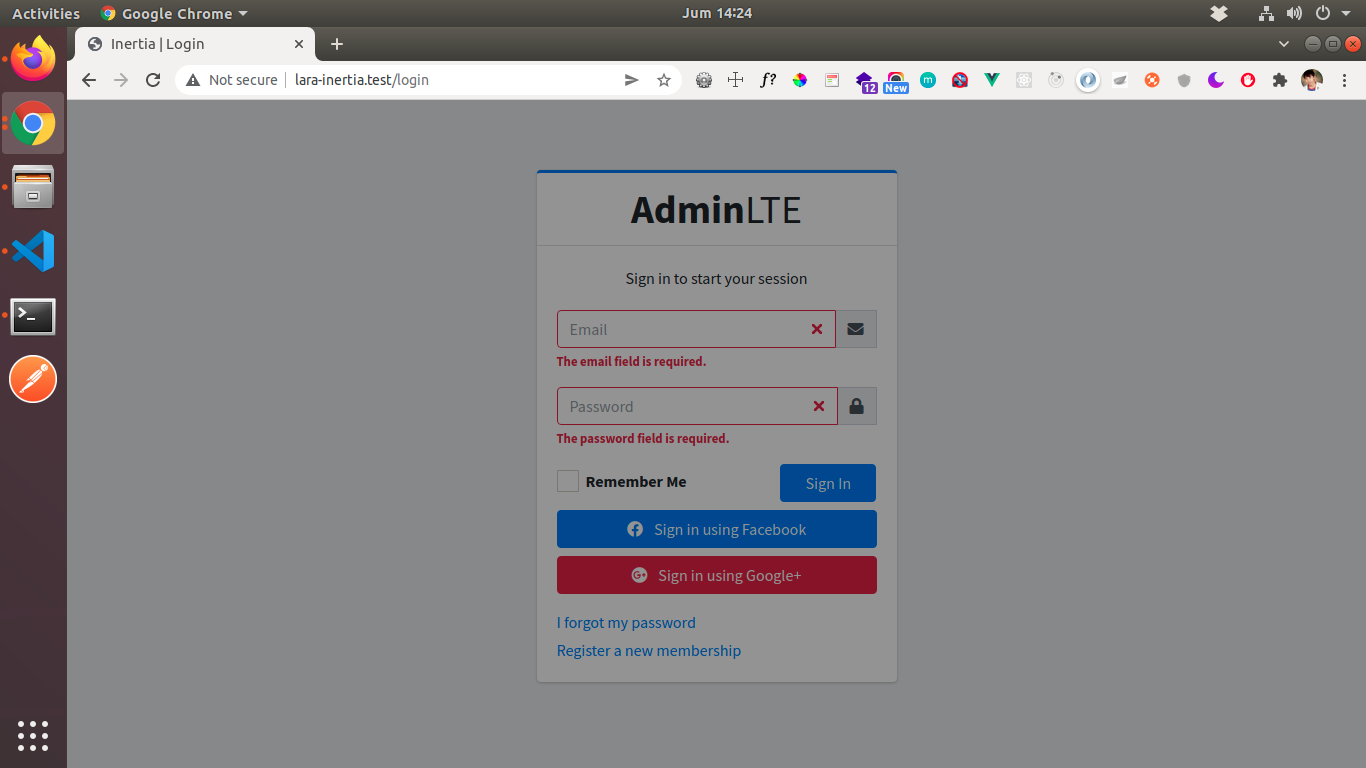 Activities
Google Chrome
Jum 14:24
Inertia | Login
Not secure
lara-inertia.test/login
f?
12
New
m
AdminLTE
Sign in to start your session
Email
The email field is required.
Password
The password field is required.
Remember Me
Sign In
Sign in using Facebook
Sign in using Google+
I forgot my password
Register a new membership